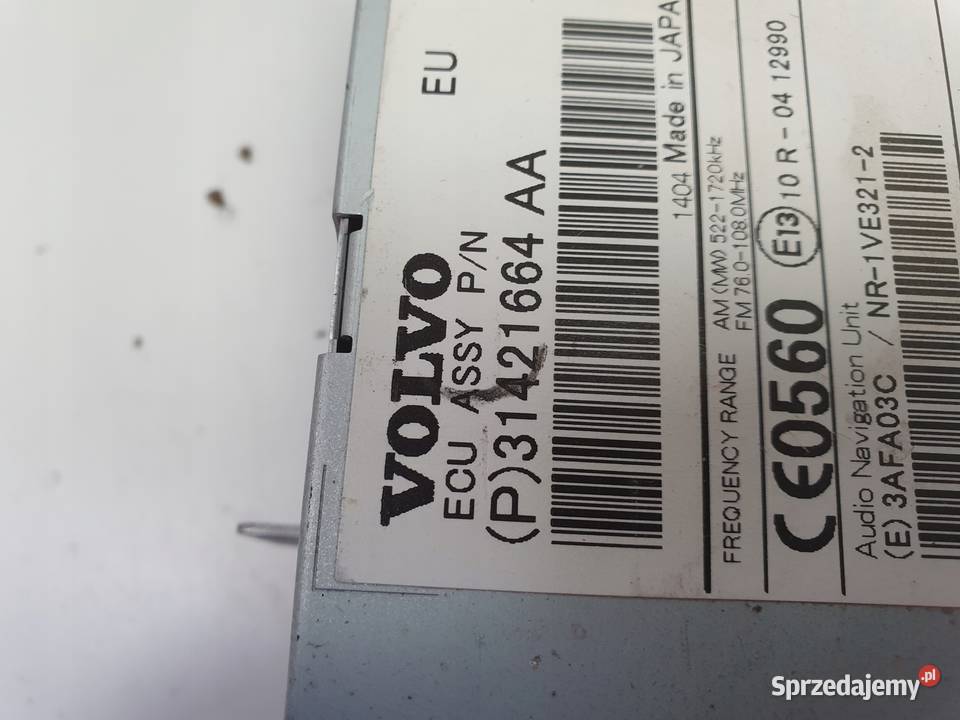 VOLVO EU
ECU ASSY P/N
(P)31421664 AA
1404 Made in JAPA
FREQUENCY RANGE AM (MW) 522-1720kHz
FM 76.0-108.0MHz
CE0560 E13 10 R - 04 12990
Audio Navigation Unit
(E) 3AFA03C / NR-1VE321-2
Sprzedajemy.pl